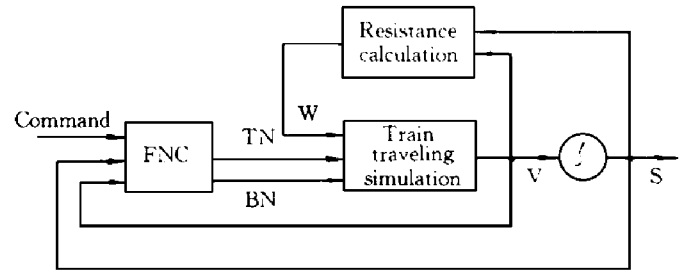 Resistance
calculation
W
Command
TN
FNC
Train
traveling
simulation
BN
V
∫
S